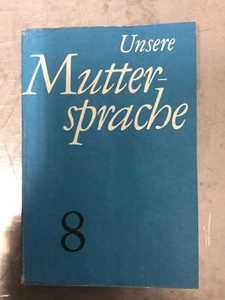 Unsere
Mutter-
sprache
8